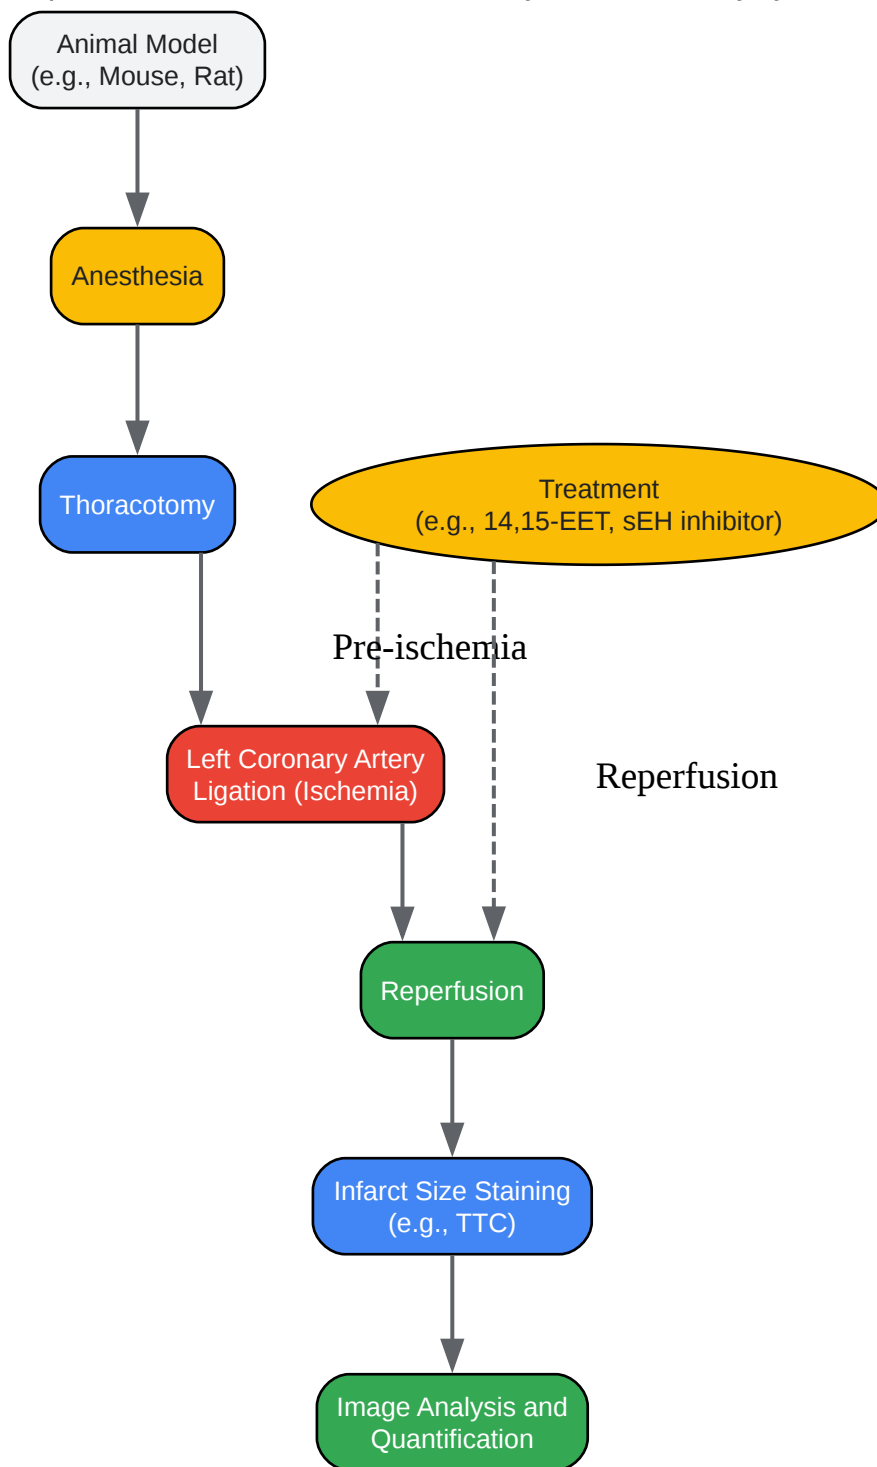 Animal Model
(e.g., Mouse, Rat)
Anesthesia
Thoracotomy
Treatment
(e.g., 14,15-EET, sEH inhibitor)
Pre-ischemia
Left Coronary Artery
Ligation (Ischemia)
Reperfusion
Reperfusion
Infarct Size Staining
(e.g., TTC)
Image Analysis and
Quantification